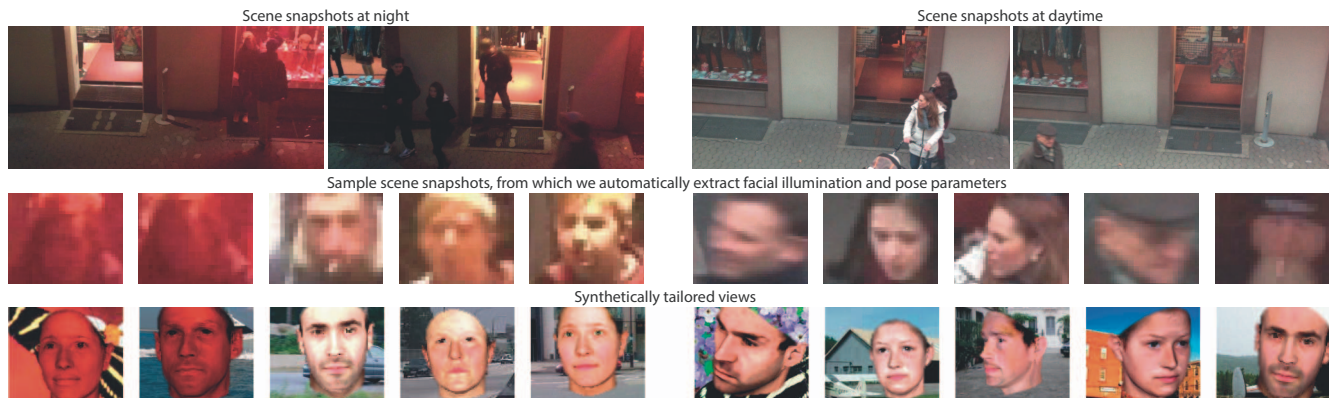 Scene snapshots at night
Scene snapshots at daytime
Sample scene snapshots, from which we automatically extract facial illumination and pose parameters
Synthetically tailored views